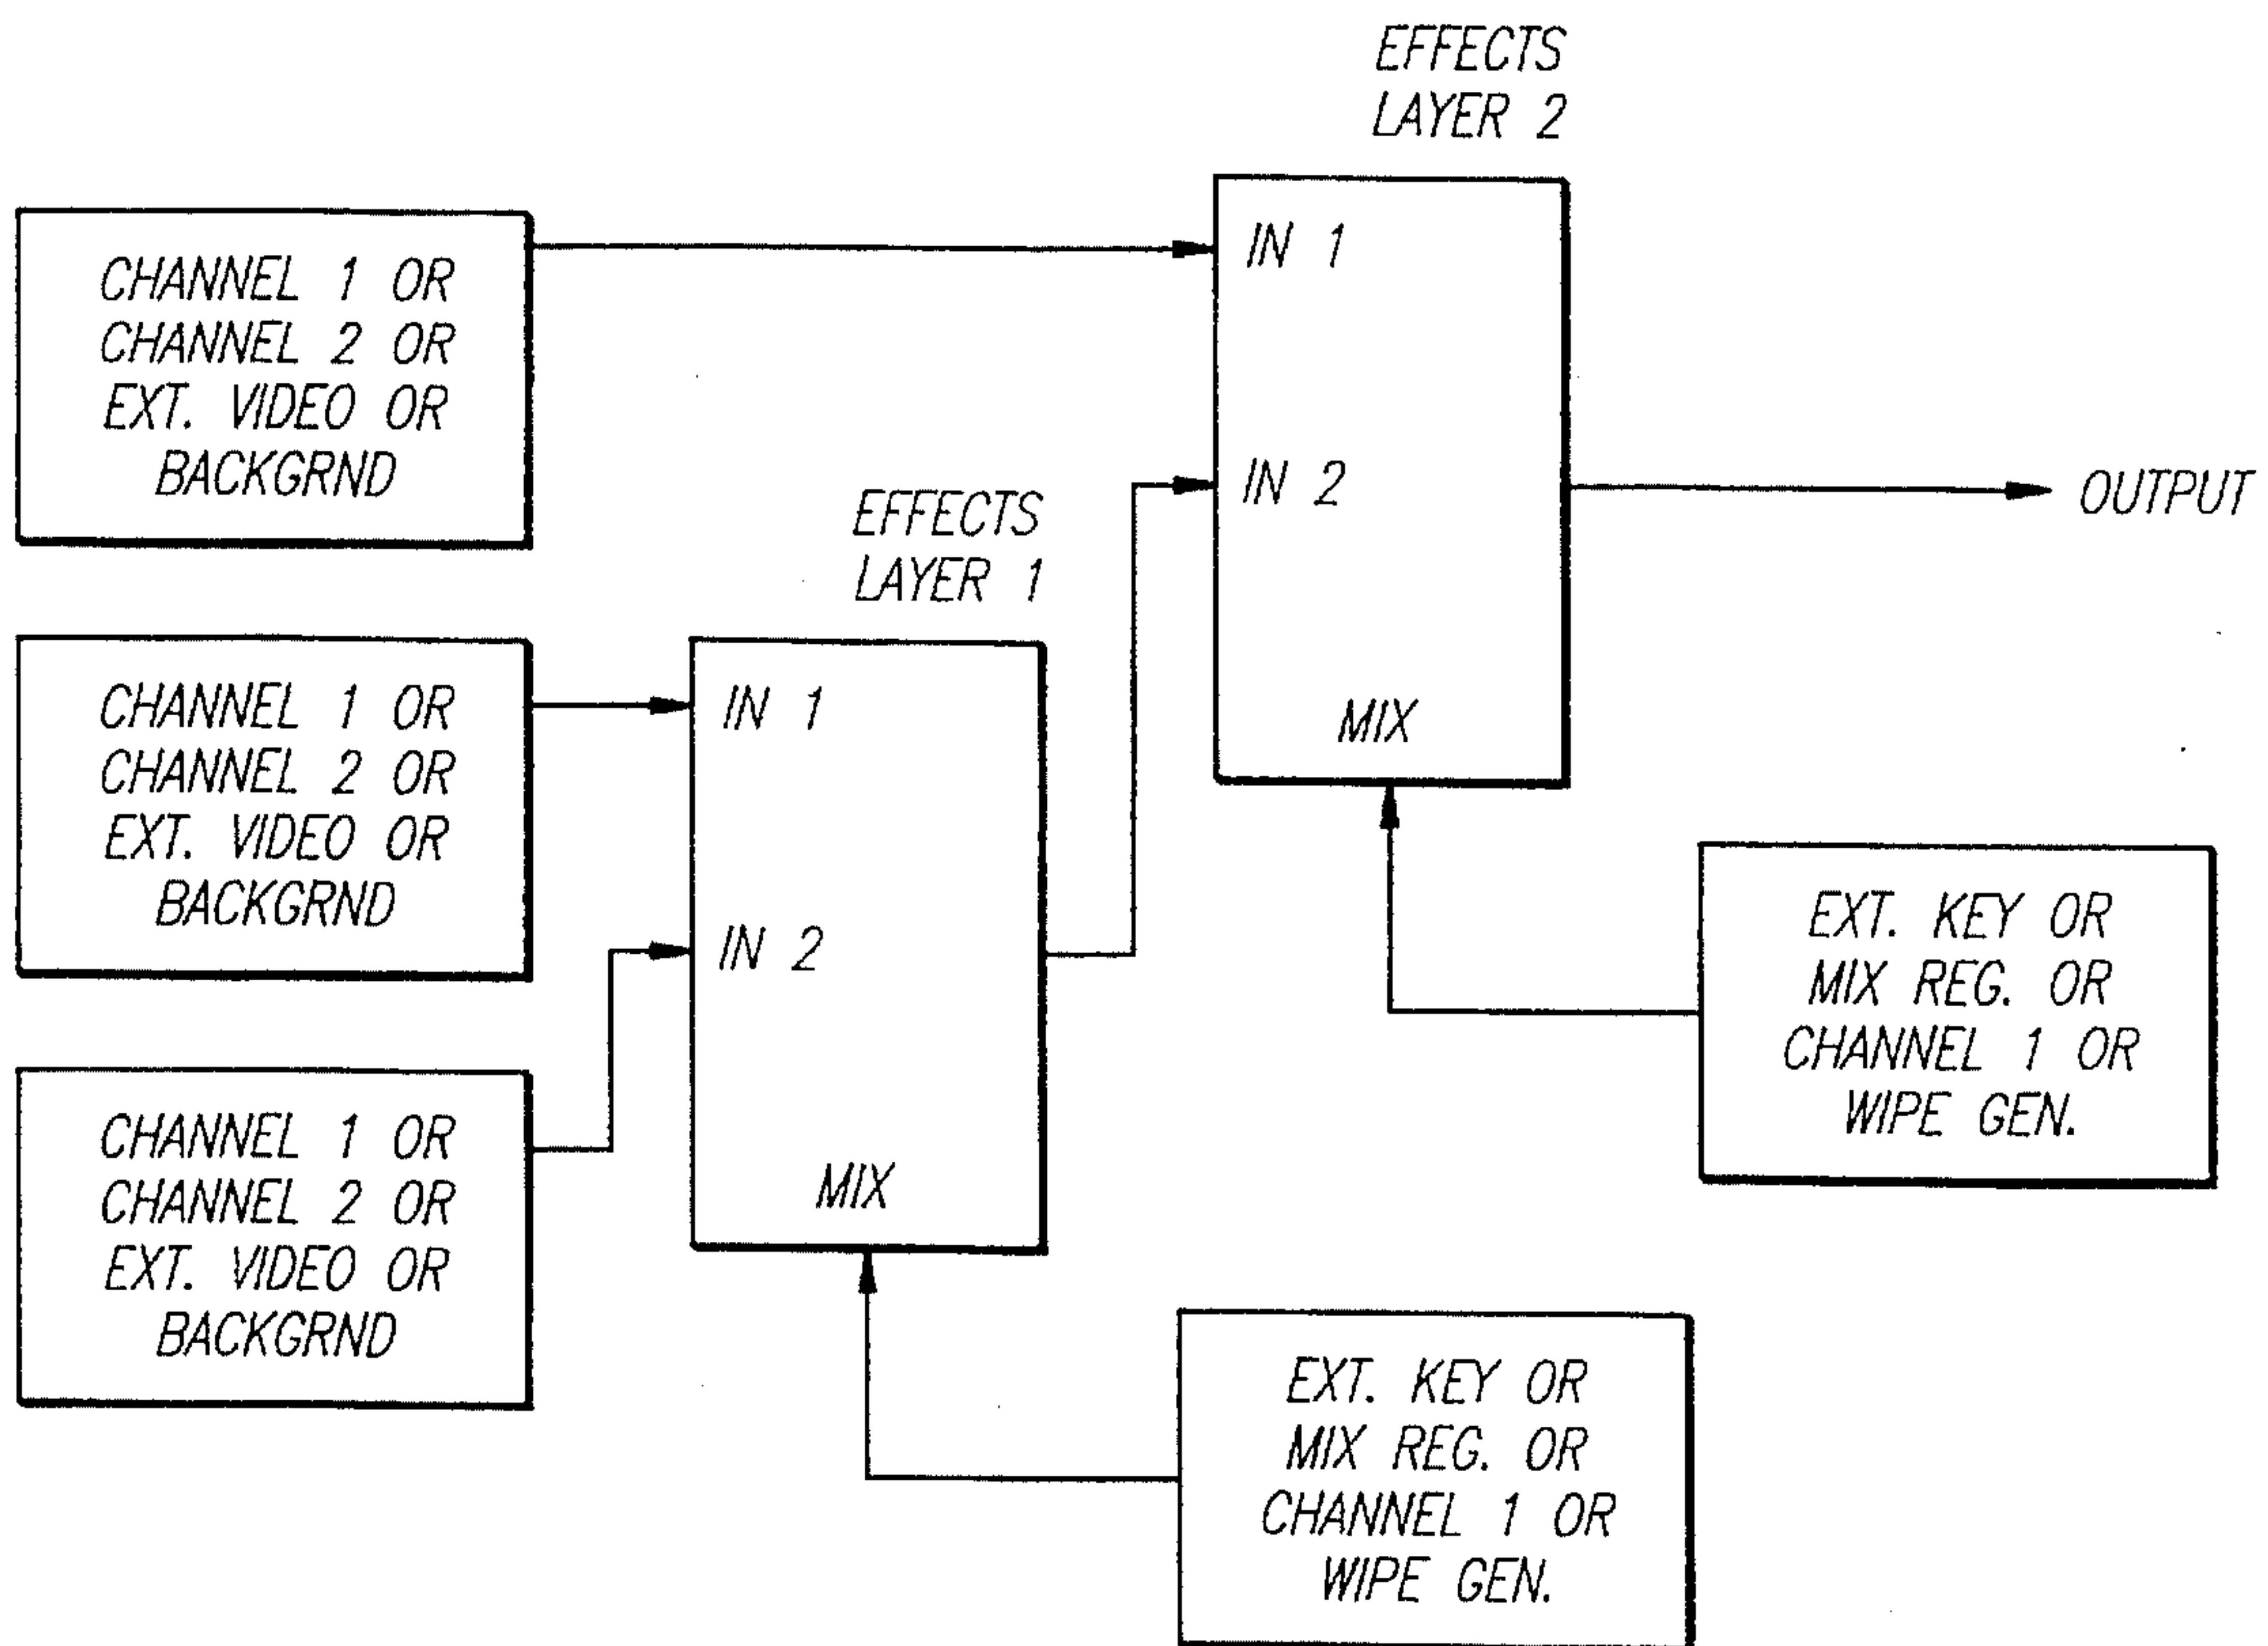 EFFECTS
LAYER 2
CHANNEL 1 OR
CHANNEL 2 OR
EXT. VIDEO OR
BACKGRND
IN 1
IN 2
OUTPUT
MIX
EFFECTS
LAYER 1
CHANNEL 1 OR
CHANNEL 2 OR
EXT. VIDEO OR
BACKGRND
IN 1
IN 2
MIX
EXT. KEY OR
MIX REG. OR
CHANNEL 1 OR
WIPE GEN.
CHANNEL 1 OR
CHANNEL 2 OR
EXT. VIDEO OR
BACKGRND
EXT. KEY OR
MIX REG. OR
CHANNEL 1 OR
WIPE GEN.